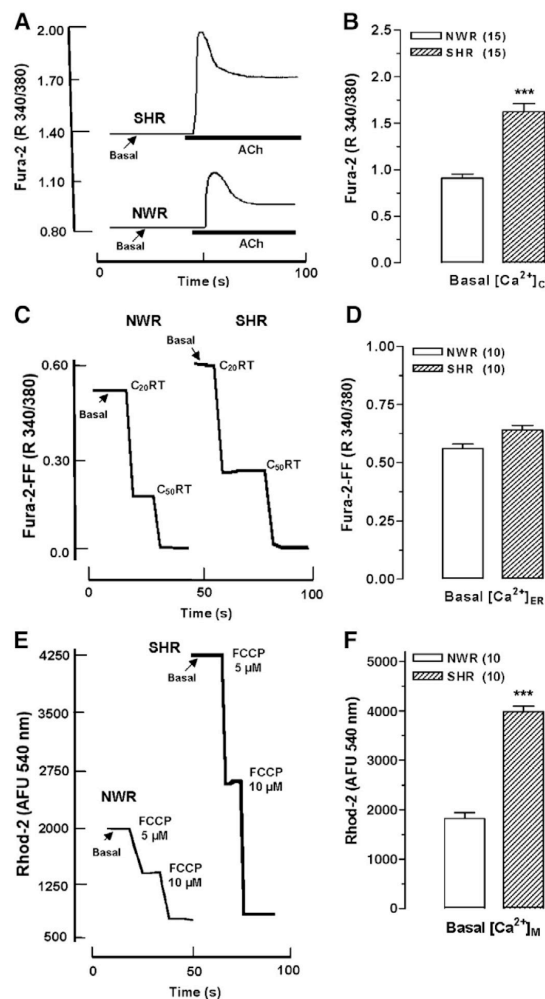 A
Fura-2 (R 340/380)
2.00
1.70
1.40
1.10
0.80
SHR
Basal
ACh
NWR
Basal
ACh
0
100
Time (s)
B
NWR (15)
SHR (15)
Fura-2 (R 340/380)
2.5
2.0
1.5
1.0
0.5
0.0
***
Basal [Ca2+]C
C
NWR
SHR
Fura-2-FF (R 340/380)
0.60
0.30
0.0
Basal
C20RT
C50RT
Basal
C20RT
C50RT
0
50
100
Time (s)
D
NWR (10)
SHR (10)
Fura-2-FF (R 340/380)
1.00
0.75
0.50
0.25
0.00
Basal [Ca2+]ER
E
SHR
Rhod-2 (AFU 540 nm)
4250
3500
2750
2000
1250
500
Basal
FCCP
5 µM
FCCP
10 µM
NWR
Basal
FCCP
5 µM
FCCP
10 µM
0
50
100
Time (s)
F
NWR (10
SHR (10)
Rhod-2 (AFU 540 nm)
5000
4000
3000
2000
1000
0
***
Basal [Ca2+]M